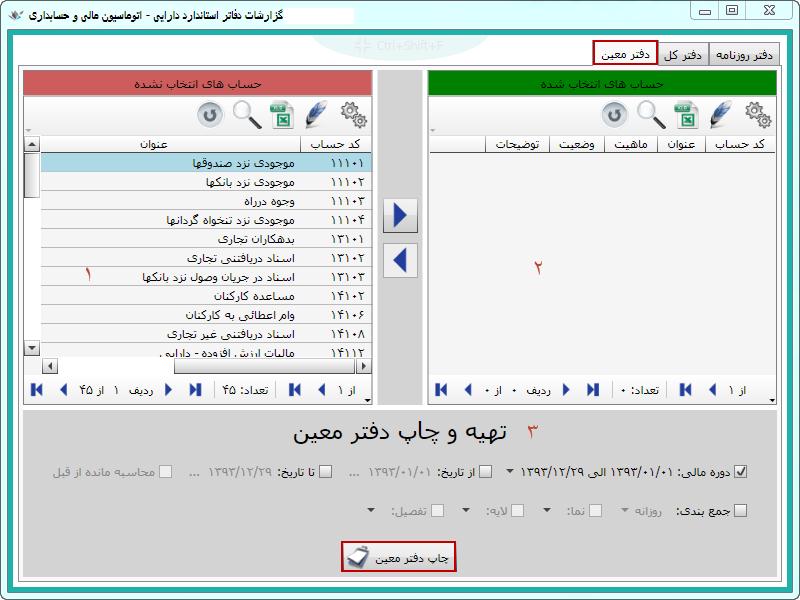 گزارشات دفاتر استاندارد دارایی - اتوماسیون مالی و حسابداری
Ctrl+Shift+F
دفتر روزنامه
دفتر کل
دفتر معین
حساب های انتخاب شده
کد حساب
عنوان
ماهیت
وضعیت
توضیحات
۲
از ۱
تعداد: ۰
ردیف ۰ از ۰
حساب های انتخاب نشده
کد حساب عنوان
۱۱۱۰۱ موجودی نزد صندوقها
۱۱۱۰۲ موجودی نزد بانکها
۱۱۱۰۳ وجوه درراه
۱۱۱۰۴ موجودی نزد تنخواه گردانها
۱۳۱۰۱ بدهکاران تجاری
۱۳۱۰۲ اسناد دریافتنی تجاری
۱۳۱۰۳ اسناد در جریان وصول نزد بانکها
۱۴۱۰۲ مساعده کارکنان
۱۴۱۰۶ وام اعطائی به کارکنان
۱۴۱۰۸ اسناد دریافتنی غیر تجاری
۱۴۱۱۲ مالیات ارزش افزوده - دارایی
۱
از ۱
تعداد: ۴۵
ردیف ۱ از ۴۵
۳ تهیه و چاپ دفتر معین
دوره مالی: ۱۳۹۳/۰۱/۰۱ الی ۱۳۹۳/۱۲/۲۹ از تاریخ: ۱۳۹۳/۰۱/۰۱ ... تا تاریخ: ۱۳۹۳/۱۲/۲۹ ... محاسبه مانده از قبل
جمع بندی: روزانه نما: لایه: تفصیل:
چاپ دفتر معین